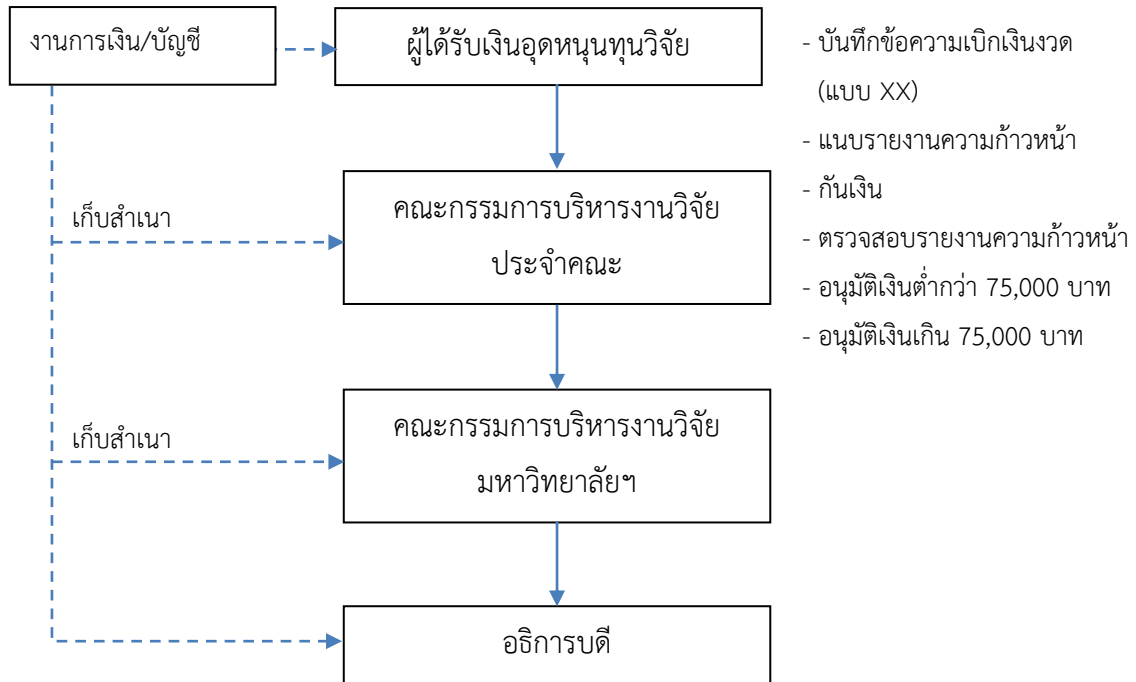 งานการเงิน/บัญชี
ผู้ได้รับเงินอุดหนุนทุนวิจัย
- บันทึกข้อความเบิกเงินงวด
(แบบ XX)
- แนบรายงานความก้าวหน้า
- กันเงิน
- ตรวจสอบรายงานความก้าวหน้า
- อนุมัติเงินต่ำกว่า 75,000 บาท
- อนุมัติเงินเกิน 75,000 บาท
เก็บสำเนา
คณะกรรมการบริหารงานวิจัย
ประจำคณะ
เก็บสำเนา
คณะกรรมการบริหารงานวิจัย
มหาวิทยาลัยฯ
อธิการบดี